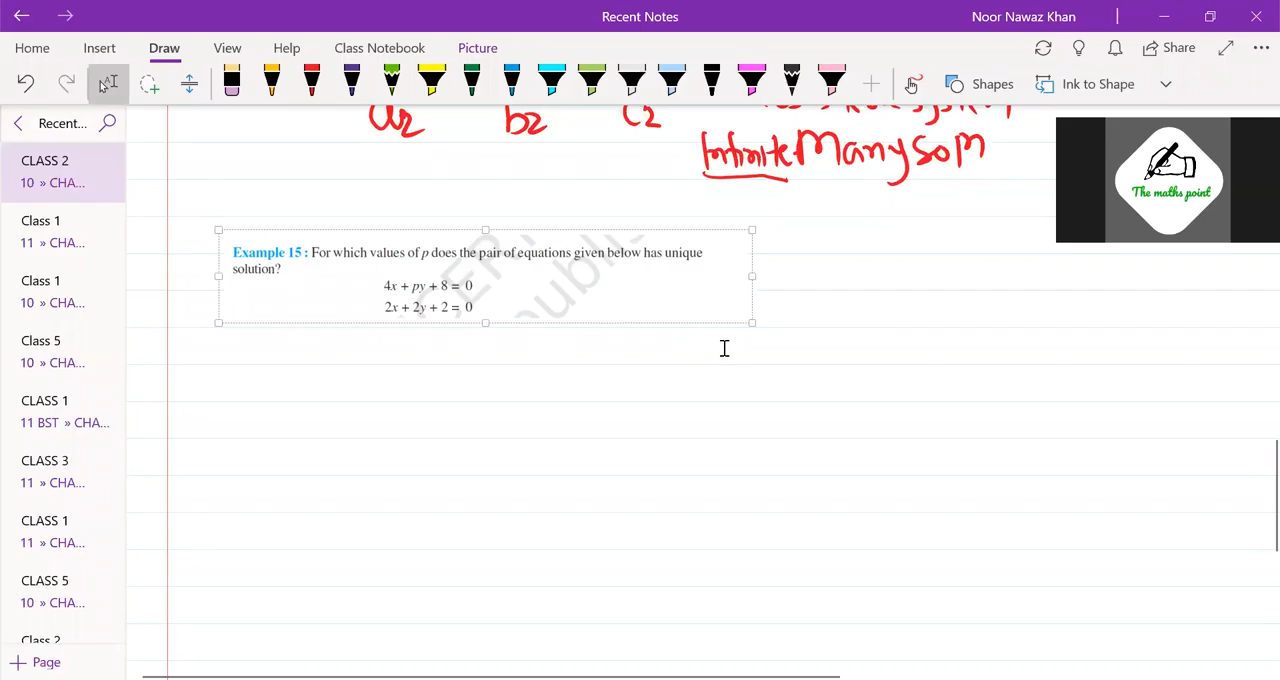 Recent Notes
Noor Nawaz Khan
Home Insert Draw View Help Class Notebook Picture
Share
Shapes
Ink to Shape
Recent...
CLASS 2
10 » CHA...
Class 1
11 » CHA...
Class 1
10 » CHA...
Class 5
10 » CHA...
CLASS 1
11 BST » CHA...
CLASS 3
11 » CHA...
CLASS 1
11 » CHA...
CLASS 5
10 » CHA...
Class 2
Page
a2 b2 c2
Infinite Many soln
The maths point
Example 15 : For which values of p does the pair of equations given below has unique
solution?
4x + py + 8 = 0
2x + 2y + 2 = 0